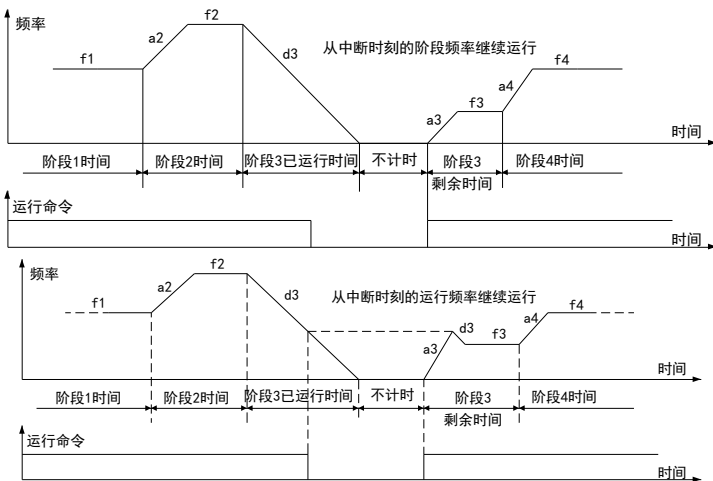 频率
f1
a2
f2
d3
从中断时刻的阶段频率继续运行
a3
f3
a4
f4
时间
阶段1时间
阶段2时间
阶段3已运行时间
不计时
阶段3
剩余时间
阶段4时间
运行命令
时间
频率
f1
a2
f2
d3
从中断时刻的运行频率继续运行
a3
d3
f3
a4
f4
时间
阶段1时间
阶段2时间
阶段3已运行时间
不计时
阶段3
剩余时间
阶段4时间
运行命令
时间